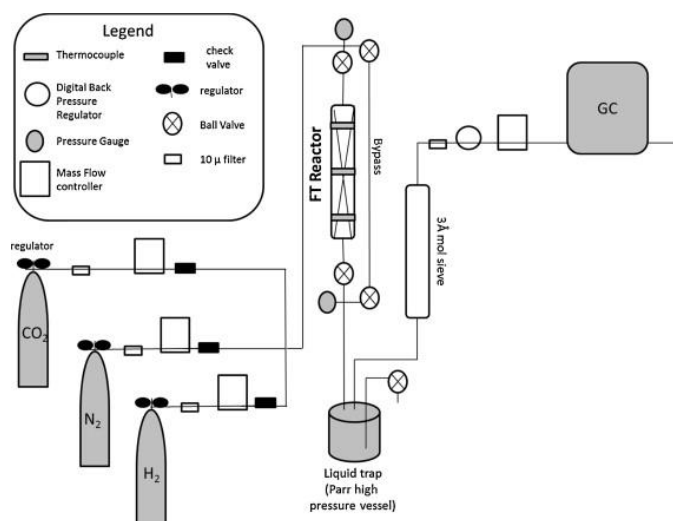 Legend
Thermocouple
Digital Back
Pressure
Regulator
Pressure Gauge
Mass Flow
controller
check
valve
regulator
Ball Valve
10 μ filter
FT Reactor
Bypass
3Å mol sieve
GC
regulator
CO₂
N₂
H₂
Liquid trap
(Parr high
pressure vessel)